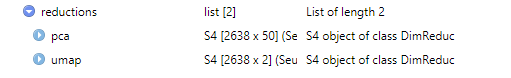 reductions list [2] List of length 2
pca S4 [2638 x 50] (Se S4 object of class DimReduc
umap S4 [2638 x 2] (Seu S4 object of class DimReduc